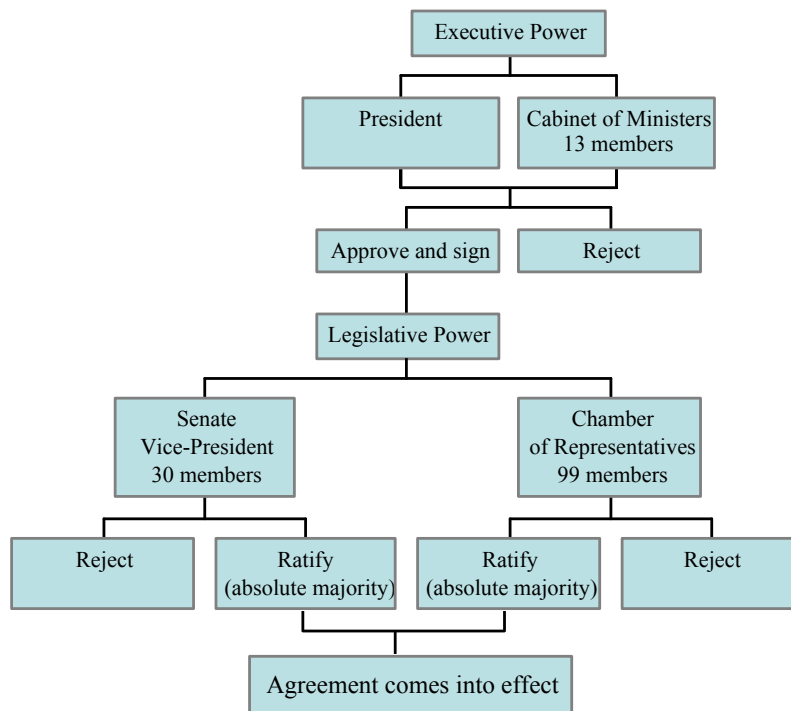 Executive Power
President
Cabinet of Ministers
13 members
Approve and sign
Reject
Legislative Power
Senate
Vice-President
30 members
Chamber
of Representatives
99 members
Reject
Ratify
(absolute majority)
Ratify
(absolute majority)
Reject
Agreement comes into effect